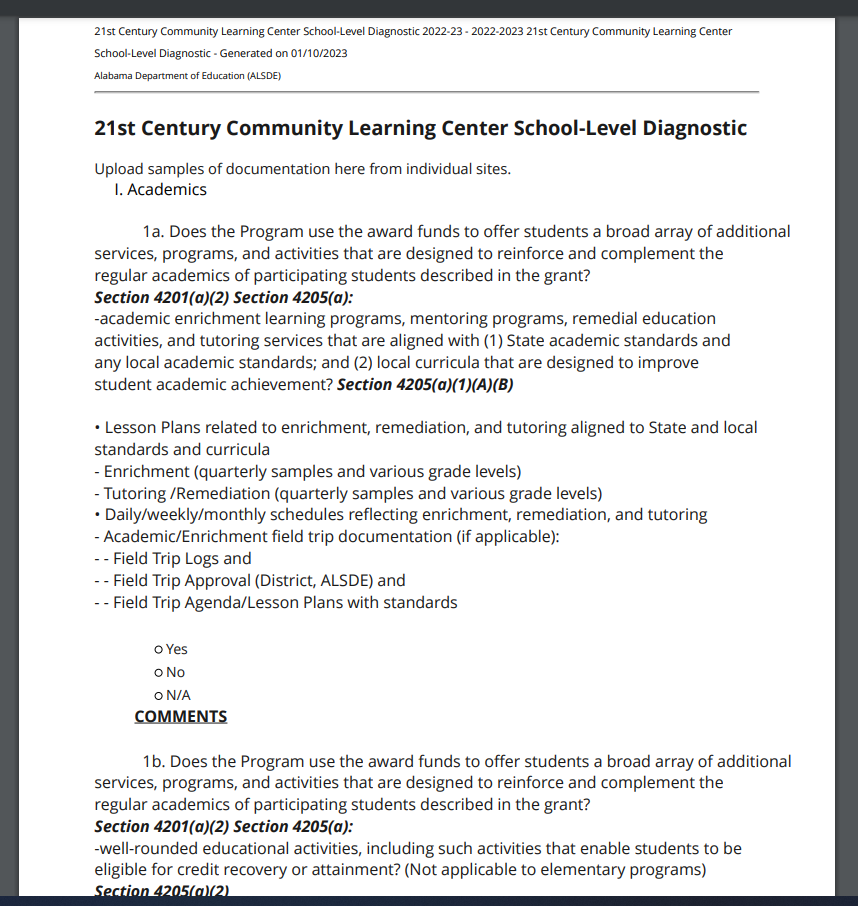 21st Century Community Learning Center School-Level Diagnostic 2022-23 - 2022-2023 21st Century Community Learning Center
School-Level Diagnostic - Generated on 01/10/2023
Alabama Department of Education (ALSDE)
21st Century Community Learning Center School-Level Diagnostic
Upload samples of documentation here from individual sites.
I. Academics
1a. Does the Program use the award funds to offer students a broad array of additional
services, programs, and activities that are designed to reinforce and complement the
regular academics of participating students described in the grant?
Section 4201(a)(2) Section 4205(a):
-academic enrichment learning programs, mentoring programs, remedial education
activities, and tutoring services that are aligned with (1) State academic standards and
any local academic standards; and (2) local curricula that are designed to improve
student academic achievement? Section 4205(a)(1)(A)(B)
• Lesson Plans related to enrichment, remediation, and tutoring aligned to State and local
standards and curricula
- Enrichment (quarterly samples and various grade levels)
- Tutoring /Remediation (quarterly samples and various grade levels)
• Daily/weekly/monthly schedules reflecting enrichment, remediation, and tutoring
- Academic/Enrichment field trip documentation (if applicable):
- - Field Trip Logs and
- - Field Trip Approval (District, ALSDE) and
- - Field Trip Agenda/Lesson Plans with standards
o Yes
o No
o N/A
COMMENTS
1b. Does the Program use the award funds to offer students a broad array of additional
services, programs, and activities that are designed to reinforce and complement the
regular academics of participating students described in the grant?
Section 4201(a)(2) Section 4205(a):
-well-rounded educational activities, including such activities that enable students to be
eligible for credit recovery or attainment? (Not applicable to elementary programs)
Section 4205(a)(2)